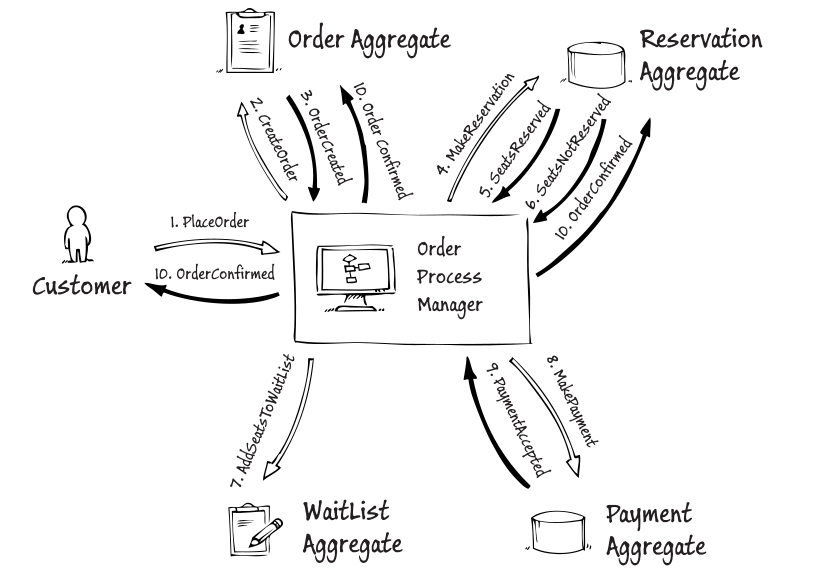 Order Aggregate
Reservation
Aggregate
2. CreateOrder
3. OrderCreated
10. Order Confirmed
4. MakeReservation
5. SeatsReserved
6. SeatsNotReserved
10. OrderConfirmed
1. PlaceOrder
10. OrderConfirmed
Customer
Order
Process
Manager
7. AddSeatsToWaitList
9. PaymentAccepted
8. MakePayment
WaitList
Aggregate
Payment
Aggregate